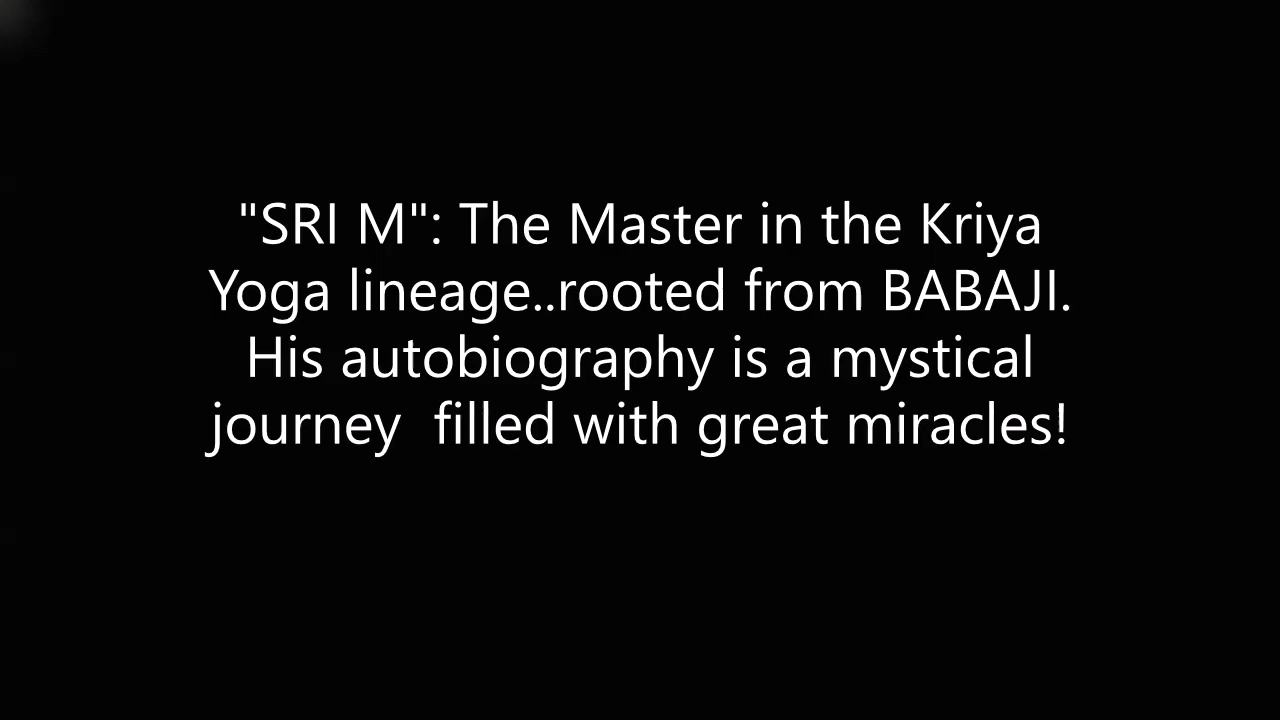 "SRI M": The Master in the Kriya
Yoga lineage..rooted from BABAJI.
His autobiography is a mystical
journey  filled with great miracles!